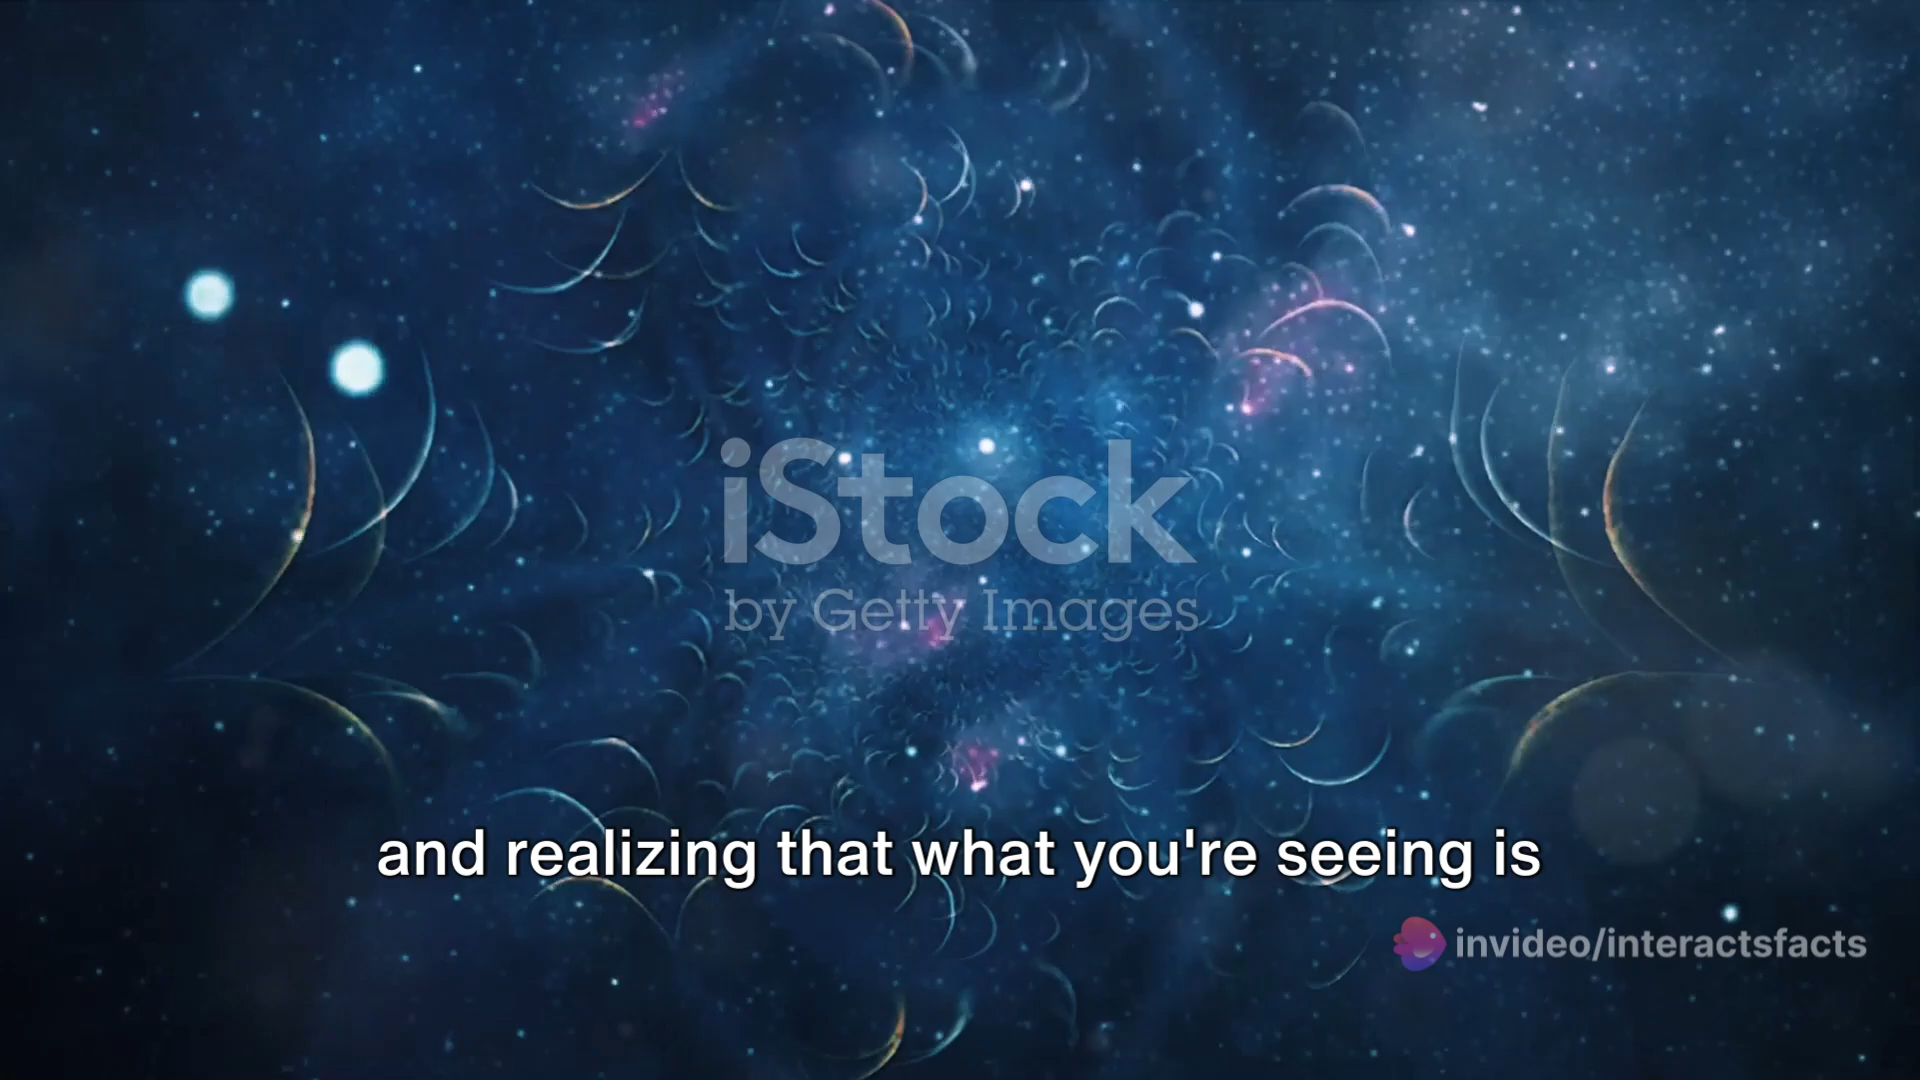 iStock
by Getty Images
and realizing that what you're seeing is
invideo/interactsfacts